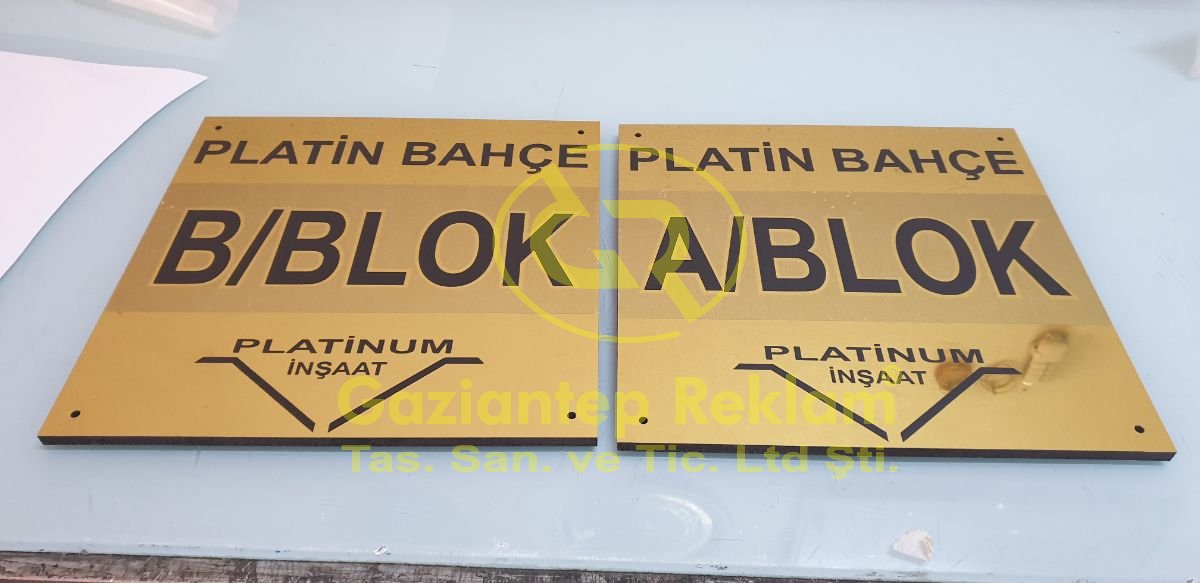 PLATİN BAHÇE
B/BLOK
PLATİNUM
İNŞAAT
PLATİN BAHÇE
A/BLOK
PLATİNUM
İNŞAAT
GR
Gaziantep Reklam
Tas. San. ve Tic. Ltd Şti.